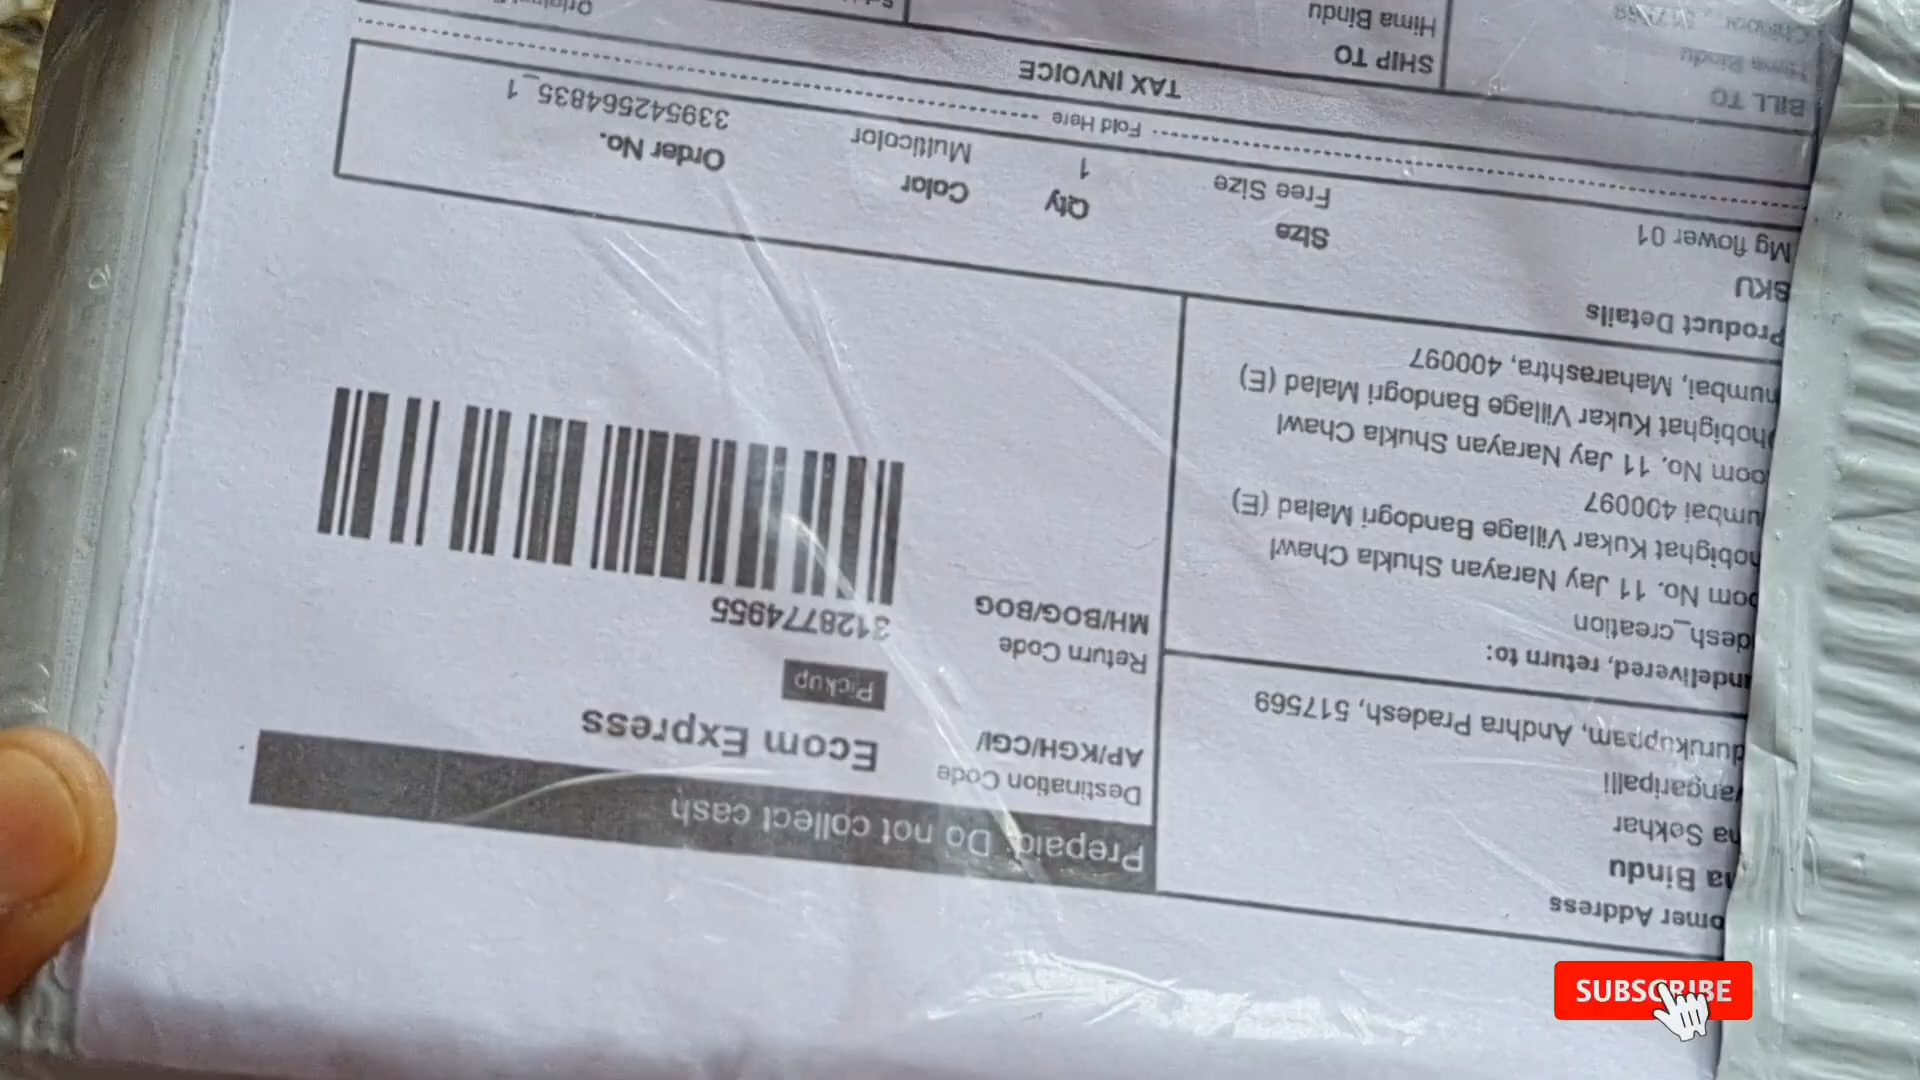 omer Address
a Bindu
a Sekhar
angaripalli
durukuppam, Andhra Pradesh, 517569
ndelivered, return to:
desh_creation
oom No. 11 Jay Narayan Shukla Chawl
hobighat Kukar Village Bandogri Malad (E)
umbai 400097
oom No. 11 Jay Narayan Shukla Chawl
hobighat Kukar Village Bandogri Malad (E)
umbai, Maharashtra, 400097
Prepaid: Do not collect cash
Destination Code
AP/KGH/CGI/
Return Code
MH/BOG/BOG
Ecom Express
Pickup
3128774955
Product Details
SKU Size Qty Color Order No.
Mg flower 01 Free Size 1 Multicolor 339542564835_1
Fold Here
TAX INVOICE
BILL TO
Hima Bindu
SHIP TO
Hima Bindu
SUBSCRIBE